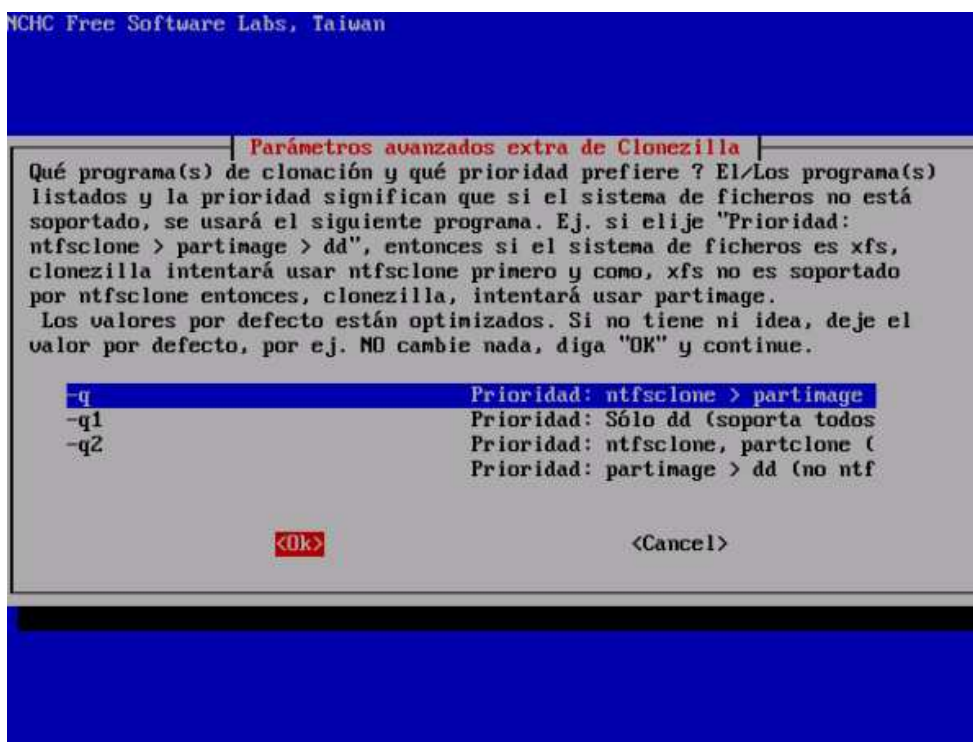 NCHC Free Software Labs, Taiwan
Parámetros avanzados extra de Clonezilla
Qué programa(s) de clonación y qué prioridad prefiere ? El/Los programa(s)
listados y la prioridad significan que si el sistema de ficheros no está
soportado, se usará el siguiente programa. Ej. si elije "Prioridad:
ntfsclone > partimage > dd", entonces si el sistema de ficheros es xfs,
clonezilla intentará usar ntfsclone primero y como, xfs no es soportado
por ntfsclone entonces, clonezilla, intentará usar partimage.
Los valores por defecto están optimizados. Si no tiene ni idea, deje el
valor por defecto, por ej. NO cambie nada, diga "OK" y continue.
-q Prioridad: ntfsclone > partimage
-q1 Prioridad: Sólo dd (soporta todos
-q2 Prioridad: ntfsclone, partclone (
Prioridad: partimage > dd (no ntf
<Ok> <Cancel>